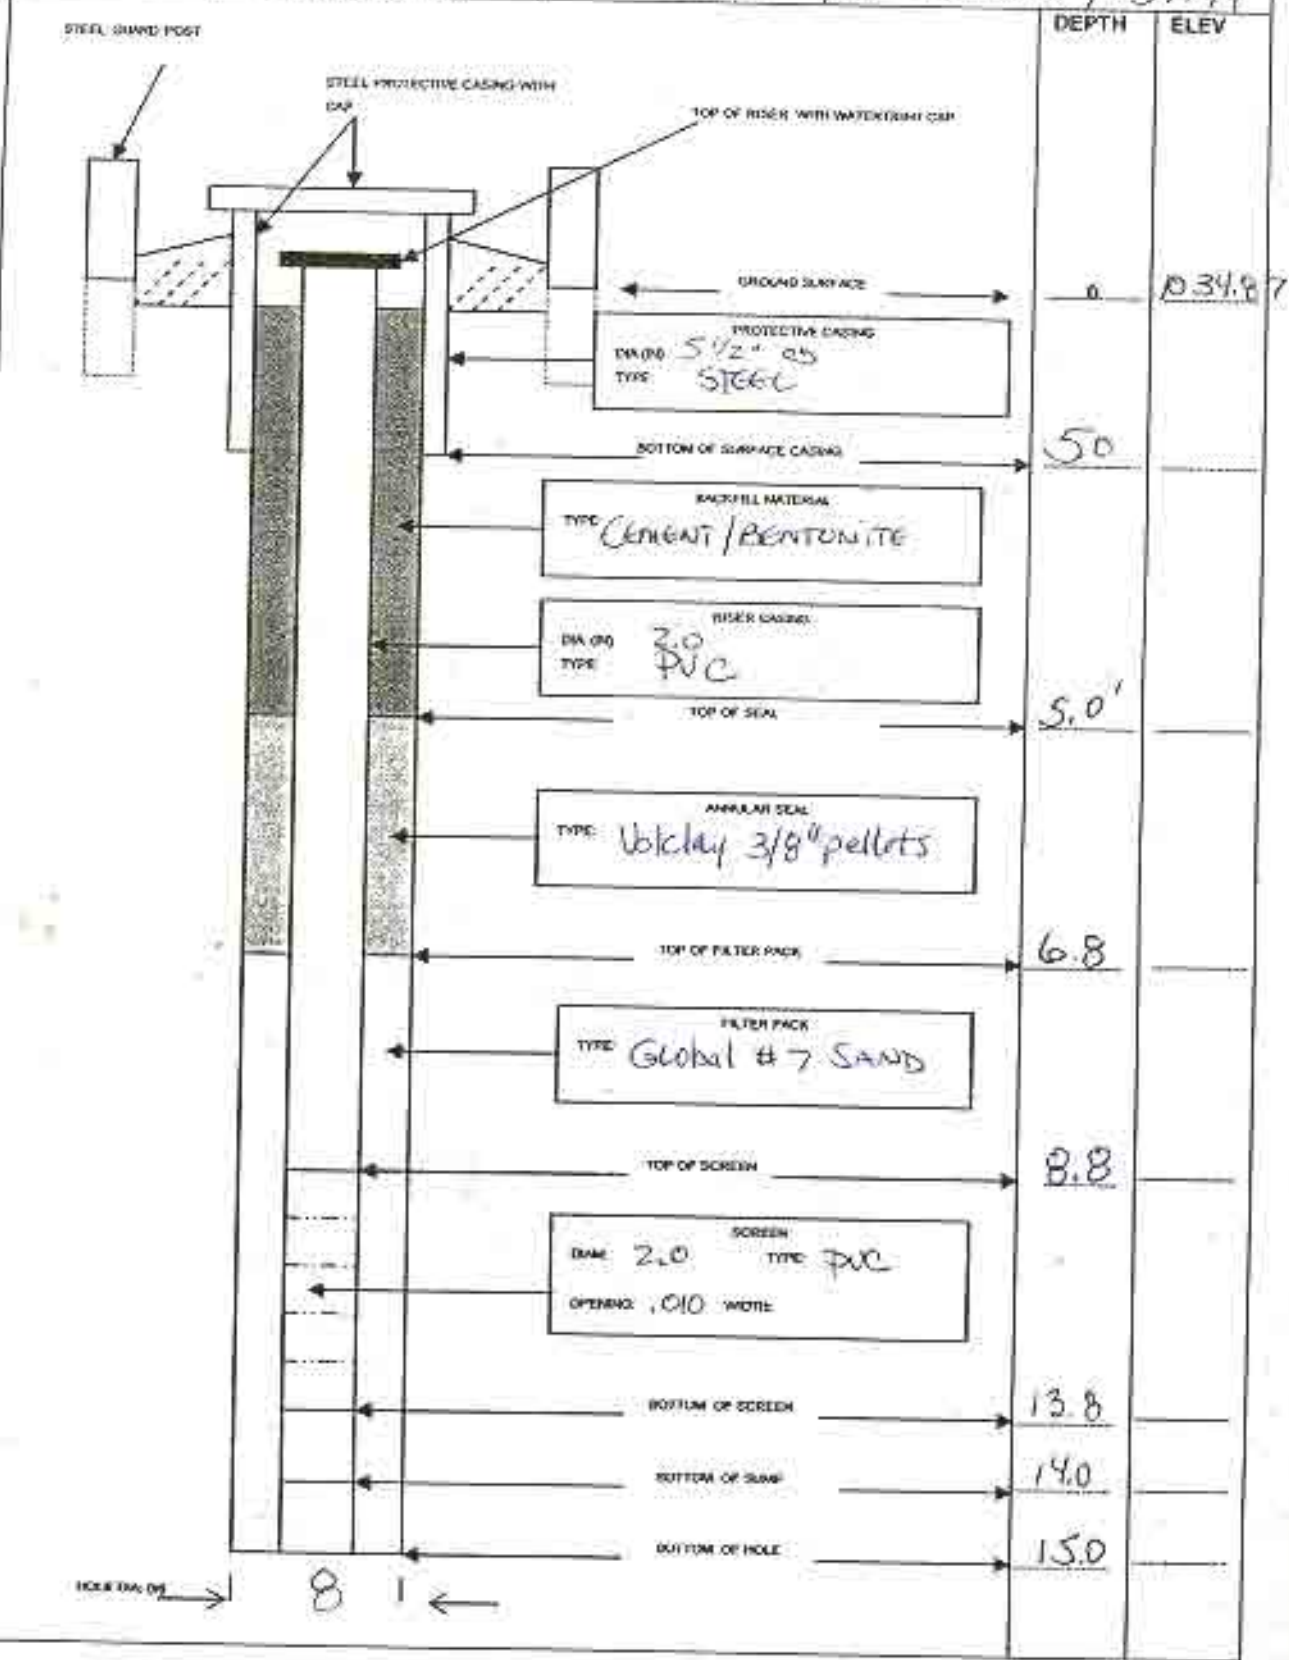 DEPTH ELEV
STEEL GUARD POST
STEEL PROTECTIVE CASING WITH
CAP
TOP OF RISER WITH WATERTIGHT CAP
GROUND SURFACE 0
PROTECTIVE CASING
DIA (IN) 5 1/2"
TYPE STEEL
BOTTOM OF SURFACE CASING 50
BACKFILL MATERIAL
TYPE CEMENT/BENTONITE
RISER CASING
DIA (IN) 2.0
TYPE PVC
TOP OF SEAL 5.0'
ANNULAR SEAL
TYPE: Volclay 3/8" pellets
TOP OF FILTER PACK 6.8
FILTER PACK
TYPE: Global #7 SAND
TOP OF SCREEN 8.8
SCREEN
DIAM: 2.0 TYPE: PVC
OPENING: .010 WIDTH:
BOTTOM OF SCREEN 13.8
BOTTOM OF SUMP 14.0
BOTTOM OF HOLE 15.0
HOLE DIA (IN) 8